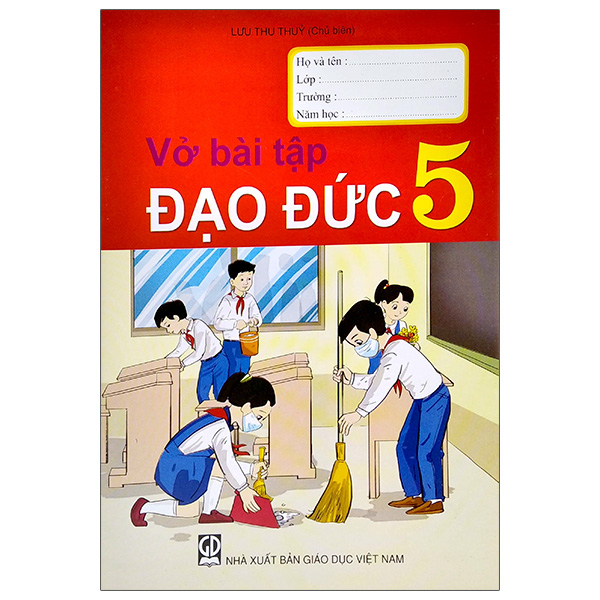 LƯU THU THUỶ (Chủ biên)
Họ và tên :
Lớp :
Trường :
Năm học :
Vở bài tập
ĐẠO ĐỨC 5
GD
NHÀ XUẤT BẢN GIÁO DỤC VIỆT NAM